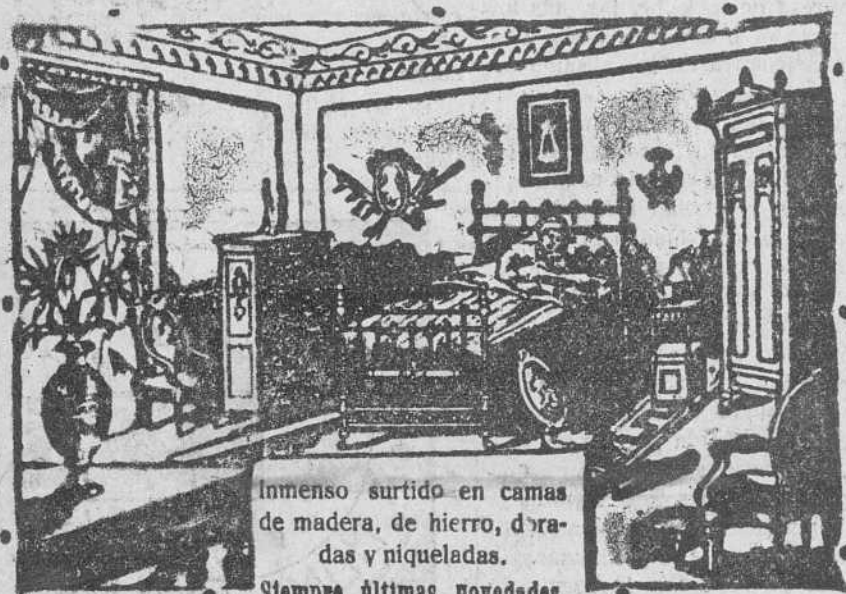 Inmenso surtido en camas
de madera, de hierro, dora-
das y niqueladas.
Siempre últimas novedades